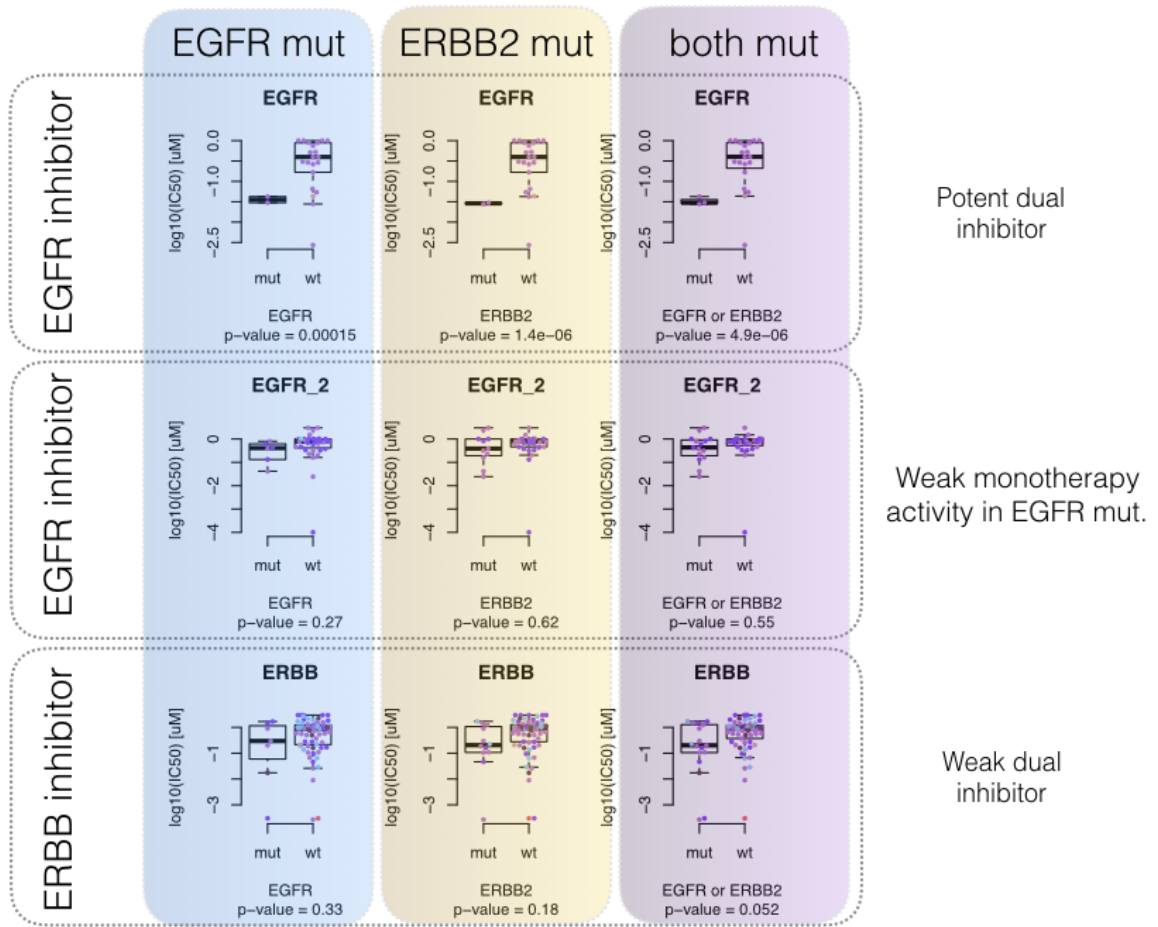 EGFR mut ERBB2 mut both mut
EGFR inhibitor
EGFR EGFR EGFR
log10(IC50) [uM] log10(IC50) [uM] log10(IC50) [uM]
0.0 0.0 0.0
−1.0 −1.0 −1.0
−2.5 −2.5 −2.5
mut wt mut wt mut wt
EGFR ERBB2 EGFR or ERBB2
p−value = 0.00015 p−value = 1.4e−06 p−value = 4.9e−06
Potent dual
inhibitor
EGFR inhibitor
EGFR_2 EGFR_2 EGFR_2
log10(IC50) [uM] log10(IC50) [uM] log10(IC50) [uM]
0 0 0
−2 −2 −2
−4 −4 −4
mut wt mut wt mut wt
EGFR ERBB2 EGFR or ERBB2
p−value = 0.27 p−value = 0.62 p−value = 0.55
Weak monotherapy
activity in EGFR mut.
ERBB inhibitor
ERBB ERBB ERBB
log10(IC50) [uM] log10(IC50) [uM] log10(IC50) [uM]
−1 −1 −1
−3 −3 −3
mut wt mut wt mut wt
EGFR ERBB2 EGFR or ERBB2
p−value = 0.33 p−value = 0.18 p−value = 0.052
Weak dual
inhibitor